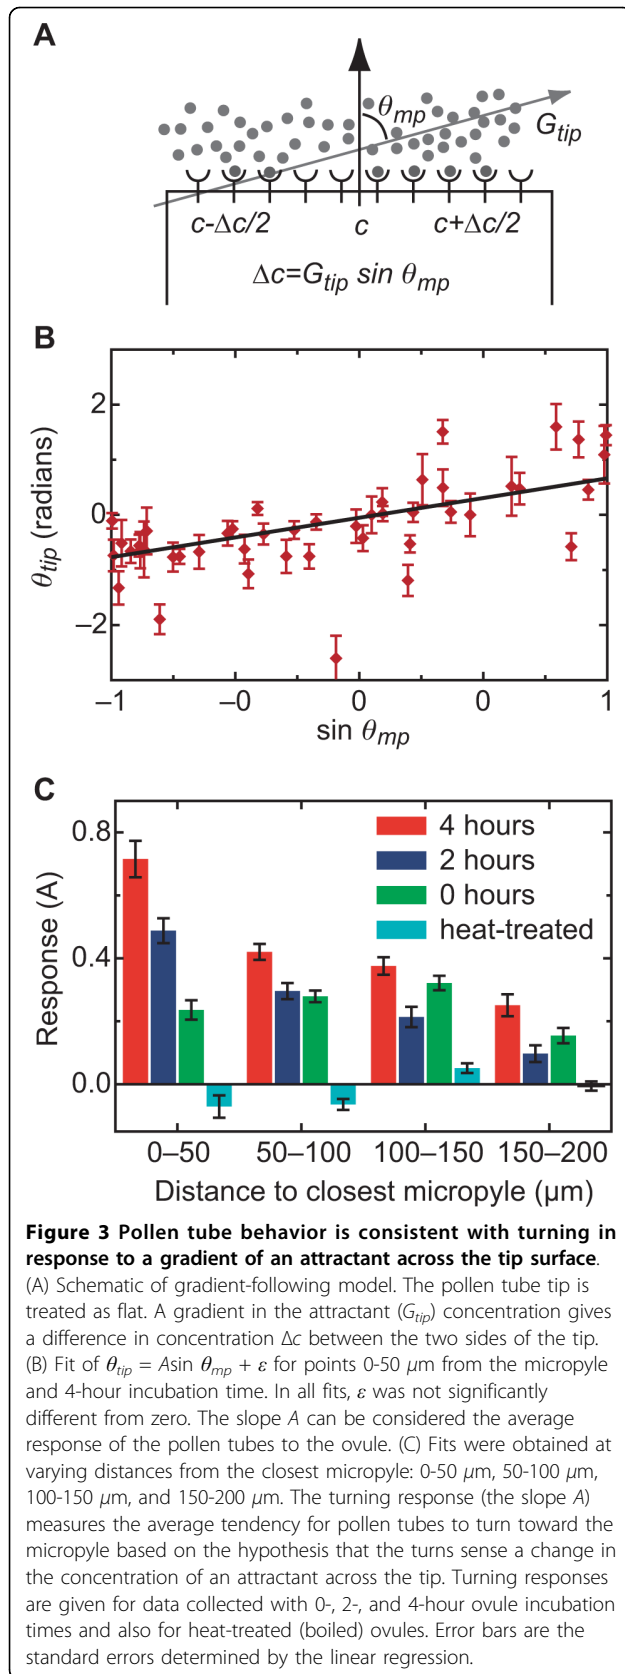 A
θmp
Gtip
c-Δc/2 c c+Δc/2
Δc=Gtip sin θmp
B
θtip (radians)
2
0
−2
−1 −0 0 0 1
sin θmp
C
Response (A)
0.8
0.4
0.0
4 hours
2 hours
0 hours
heat-treated
0–50 50–100 100–150 150–200
Distance to closest micropyle (μm)
Figure 3 Pollen tube behavior is consistent with turning in
response to a gradient of an attractant across the tip surface.
(A) Schematic of gradient-following model. The pollen tube tip is
treated as flat. A gradient in the attractant (Gtip) concentration gives
a difference in concentration Δc between the two sides of the tip.
(B) Fit of θtip = Asin θmp + ε for points 0-50 μm from the micropyle
and 4-hour incubation time. In all fits, ε was not significantly
different from zero. The slope A can be considered the average
response of the pollen tubes to the ovule. (C) Fits were obtained at
varying distances from the closest micropyle: 0-50 μm, 50-100 μm,
100-150 μm, and 150-200 μm. The turning response (the slope A)
measures the average tendency for pollen tubes to turn toward the
micropyle based on the hypothesis that the turns sense a change in
the concentration of an attractant across the tip. Turning responses
are given for data collected with 0-, 2-, and 4-hour ovule incubation
times and also for heat-treated (boiled) ovules. Error bars are the
standard errors determined by the linear regression.